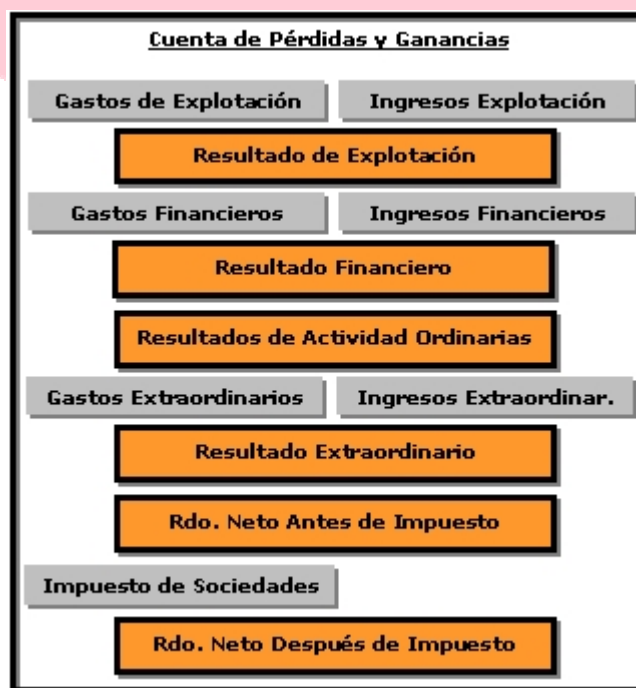 Cuenta de Pérdidas y Ganancias
Gastos de Explotación Ingresos Explotación
Resultado de Explotación
Gastos Financieros Ingresos Financieros
Resultado Financiero
Resultados de Actividad Ordinarias
Gastos Extraordinarios Ingresos Extraordinar.
Resultado Extraordinario
Rdo. Neto Antes de Impuesto
Impuesto de Sociedades
Rdo. Neto Después de Impuesto